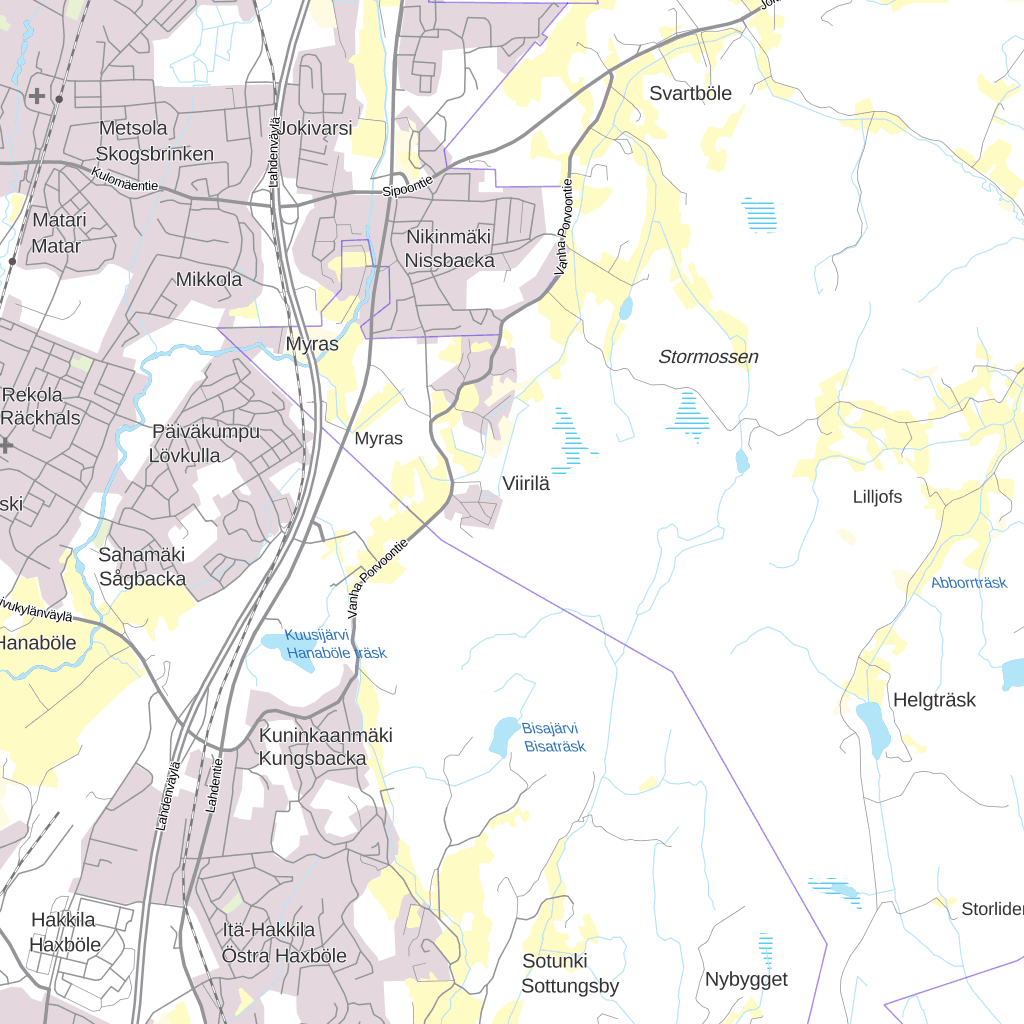 Joki
Svartböle
Metsola
Skogsbrinken
Jokivarsi
Lahdenväylä
Kulomäentie
Sipoontie
Matari
Matar
Nikinmäki
Nissbacka
Vanha Porvoontie
Mikkola
Myras
Stormossen
Rekola
Räckhals
Päiväkumpu
Lövkulla
Myras
Viirilä
Lilljofs
ski
Sahamäki
Sågbacka
Vanha Porvoontie
Abborrträsk
ivukylänväylä
Hanaböle
Kuusijärvi
Hanaböle träsk
Helgträsk
Bisajärvi
Bisaträsk
Kuninkaanmäki
Kungsbacka
Lahdenväylä
Lahdentie
Hakkila
Haxböle
Itä-Hakkila
Östra Haxböle
Storliden
Sotunki
Sottungsby
Nybygget